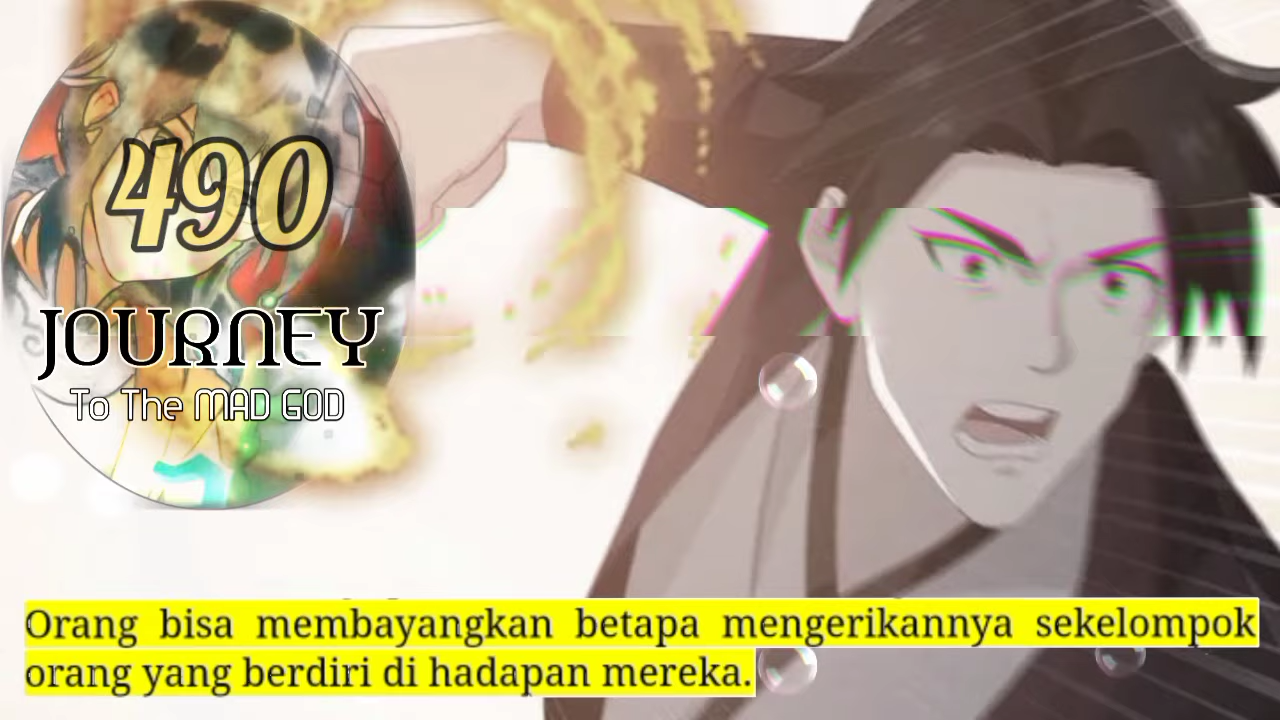 490
JOURNEY
To The MAD GOD
Orang bisa membayangkan betapa mengerikannya sekelompok
orang yang berdiri di hadapan mereka.